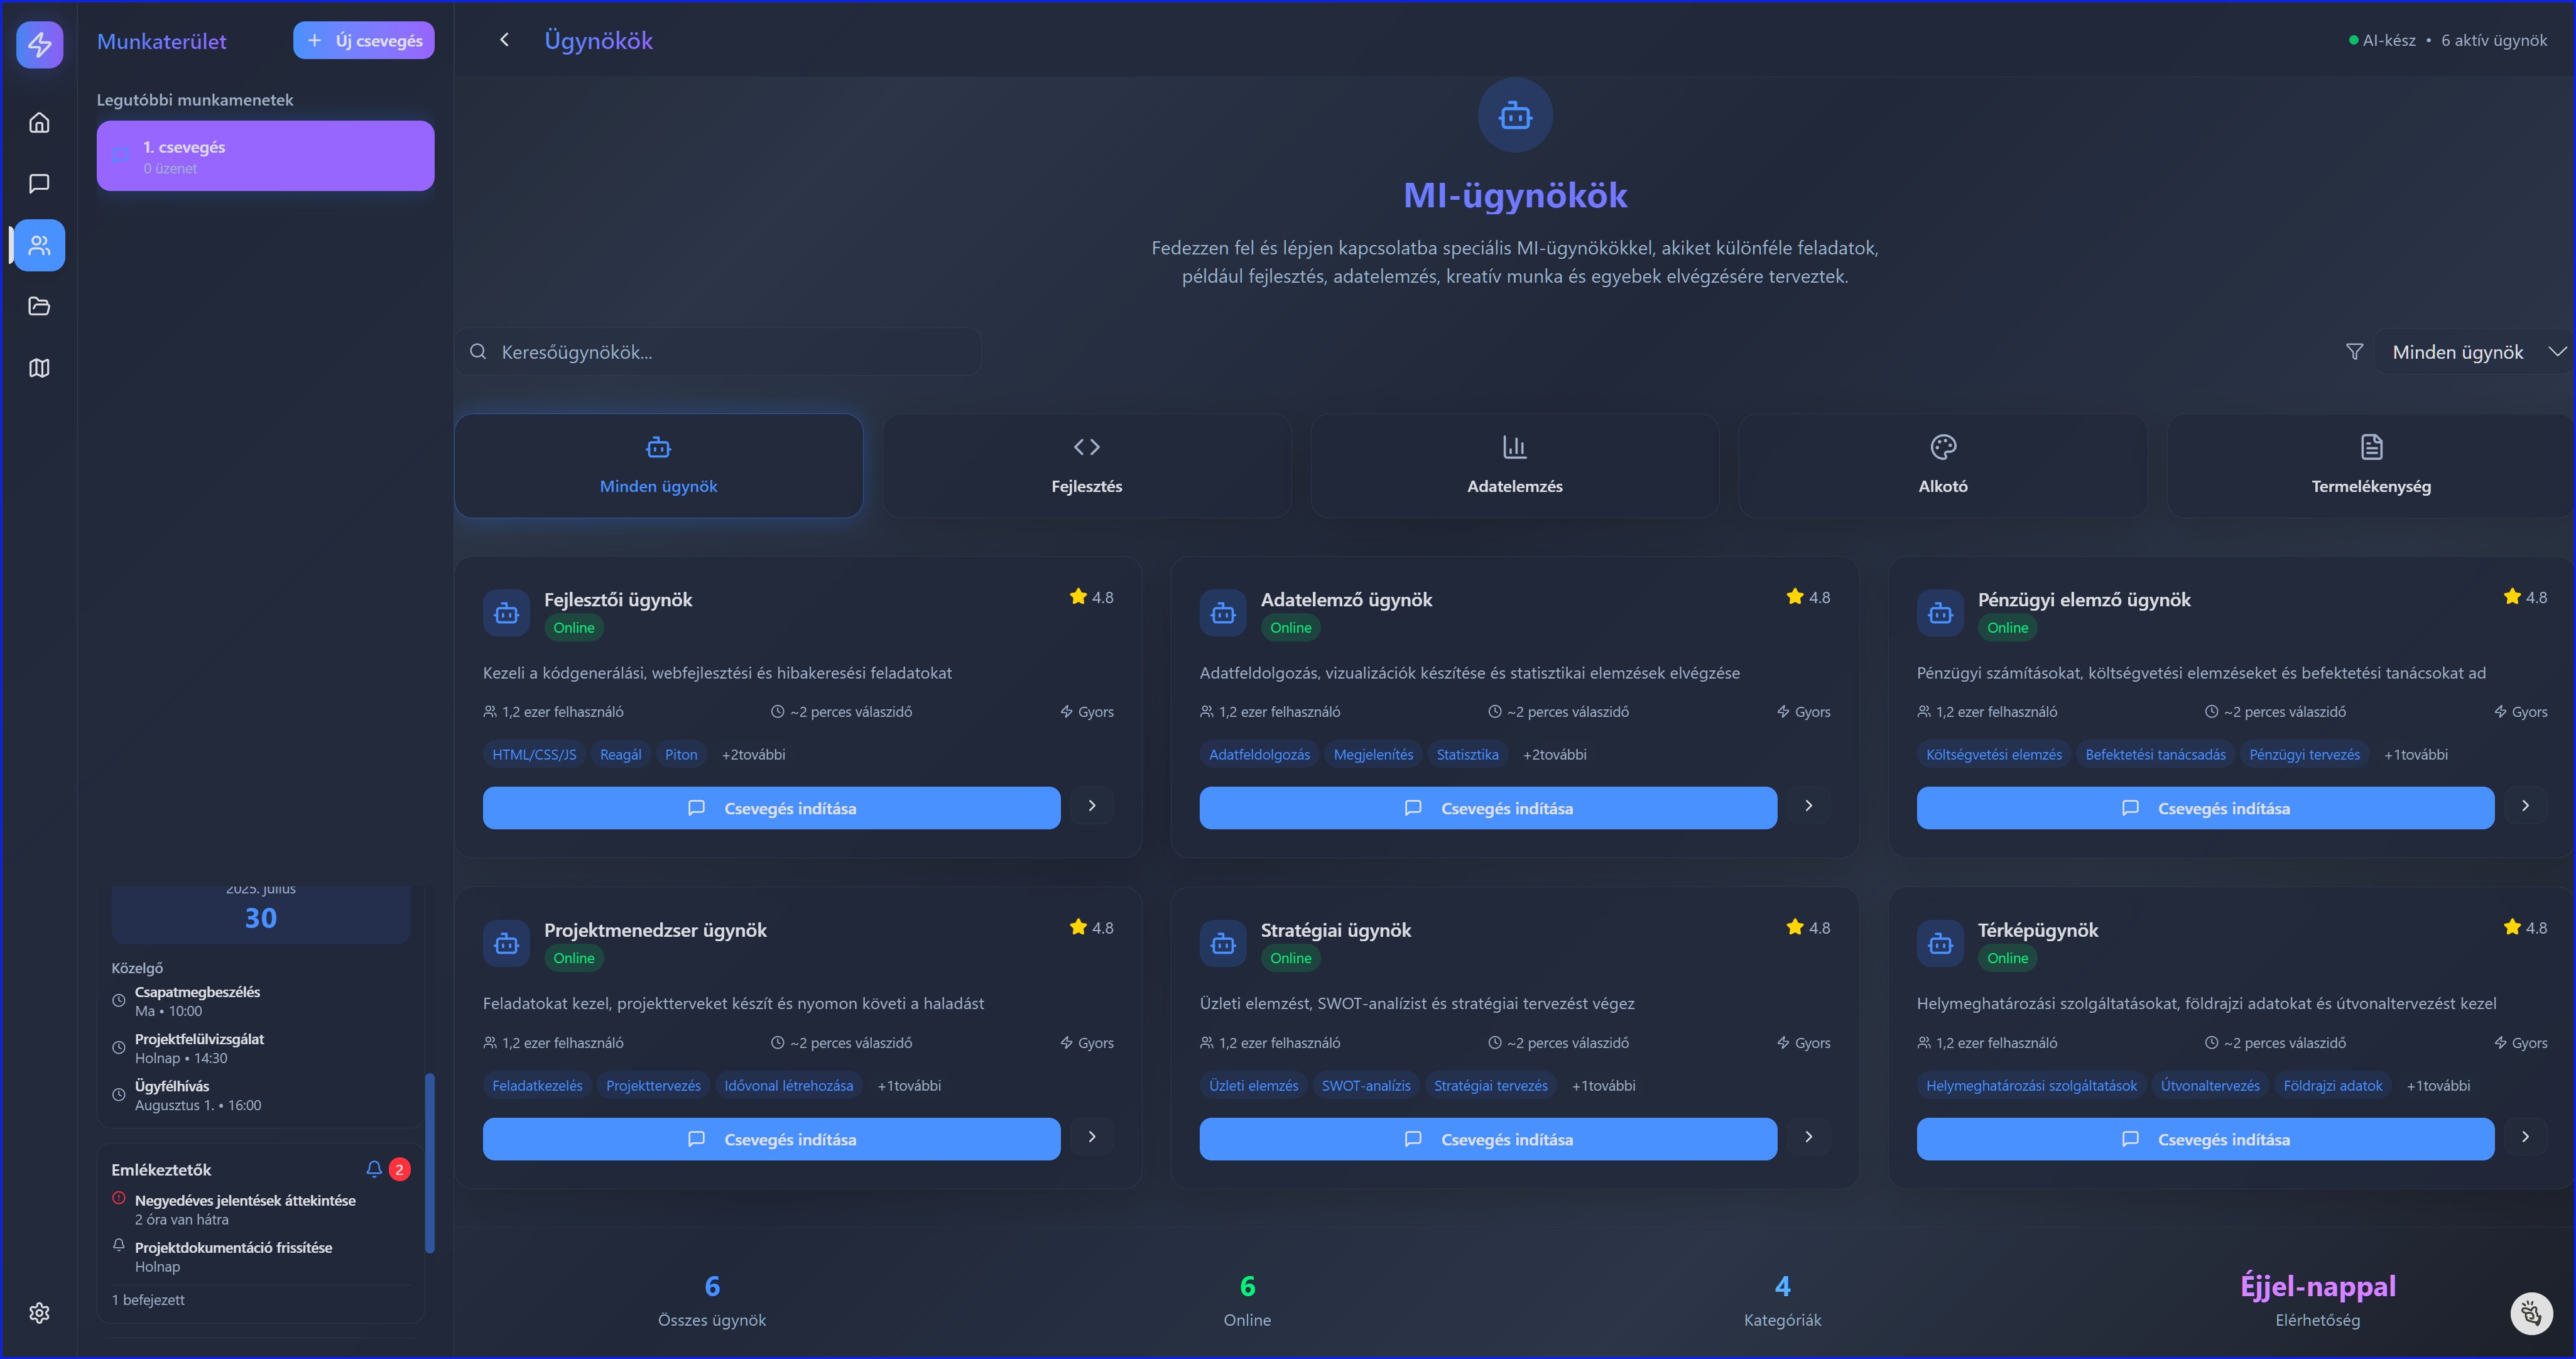 Munkaterület
+ Új csevegés
Legutóbbi munkamenetek
1. csevegés
0 üzenet
2025. július
30
Közelgő
Csapatmegbeszélés
Ma • 10:00
Projektfelülvizsgálat
Holnap • 14:30
Ügyfélhívás
Augusztus 1. • 16:00
Emlékeztetők
2
Negyedéves jelentések áttekintése
2 óra van hátra
Projektdokumentáció frissítése
Holnap
1 befejezett
Ügynökök
AI-kész • 6 aktív ügynök
MI-ügynökök
Fedezzen fel és lépjen kapcsolatba speciális MI-ügynökökkel, akiket különféle feladatok,
például fejlesztés, adatelemzés, kreatív munka és egyebek elvégzésére terveztek.
Keresőügynökök...
Minden ügynök
Minden ügynök
Fejlesztés
Adatelemzés
Alkotó
Termelékenység
Fejlesztői ügynök
4.8
Online
Kezeli a kódgenerálási, webfejlesztési és hibakeresési feladatokat
1,2 ezer felhasználó ~2 perces válaszidő Gyors
HTML/CSS/JS Reagál Piton +2további
Csevegés indítása
Adatelemző ügynök
4.8
Online
Adatfeldolgozás, vizualizációk készítése és statisztikai elemzések elvégzése
1,2 ezer felhasználó ~2 perces válaszidő Gyors
Adatfeldolgozás Megjelenítés Statisztika +2további
Csevegés indítása
Pénzügyi elemző ügynök
4.8
Online
Pénzügyi számításokat, költségvetési elemzéseket és befektetési tanácsokat ad
1,2 ezer felhasználó ~2 perces válaszidő Gyors
Költségvetési elemzés Befektetési tanácsadás Pénzügyi tervezés +1további
Csevegés indítása
Projektmenedzser ügynök
4.8
Online
Feladatokat kezel, projektterveket készít és nyomon követi a haladást
1,2 ezer felhasználó ~2 perces válaszidő Gyors
Feladatkezelés Projekttervezés Idővonal létrehozása +1további
Csevegés indítása
Stratégiai ügynök
4.8
Online
Üzleti elemzést, SWOT-analízist és stratégiai tervezést végez
1,2 ezer felhasználó ~2 perces válaszidő Gyors
Üzleti elemzés SWOT-analízis Stratégiai tervezés +1további
Csevegés indítása
Térképügynök
4.8
Online
Helymeghatározási szolgáltatásokat, földrajzi adatokat és útvonaltervezést kezel
1,2 ezer felhasználó ~2 perces válaszidő Gyors
Helymeghatározási szolgáltatások Útvonaltervezés Földrajzi adatok +1további
Csevegés indítása
6
Összes ügynök
6
Online
4
Kategóriák
Éjjel-nappal
Elérhetőség